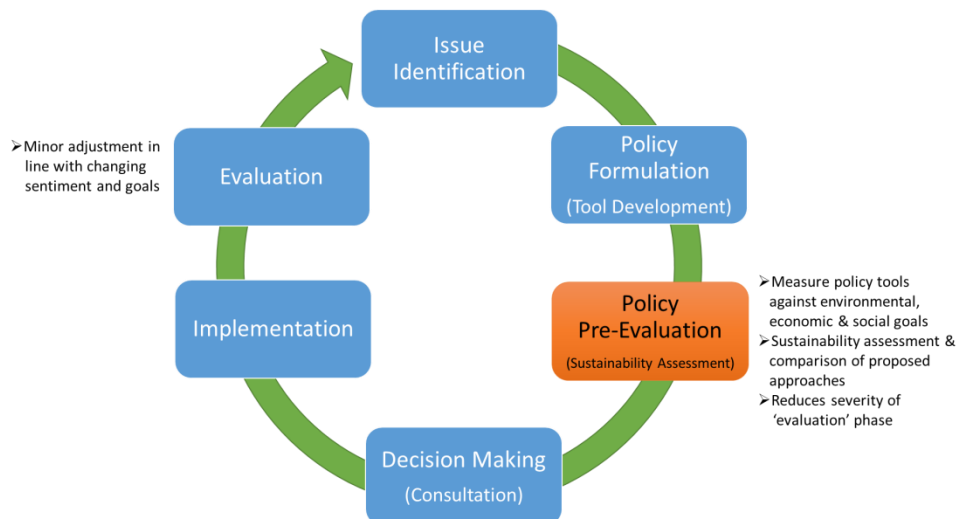 Issue
Identification
Policy
Formulation
(Tool Development)
Policy
Pre-Evaluation
(Sustainability Assessment)
➢Measure policy tools
against environmental,
economic & social goals
➢Sustainability assessment &
comparison of proposed
approaches
➢Reduces severity of
‘evaluation’ phase
Decision Making
(Consultation)
Implementation
Evaluation
➢Minor adjustment in
line with changing
sentiment and goals